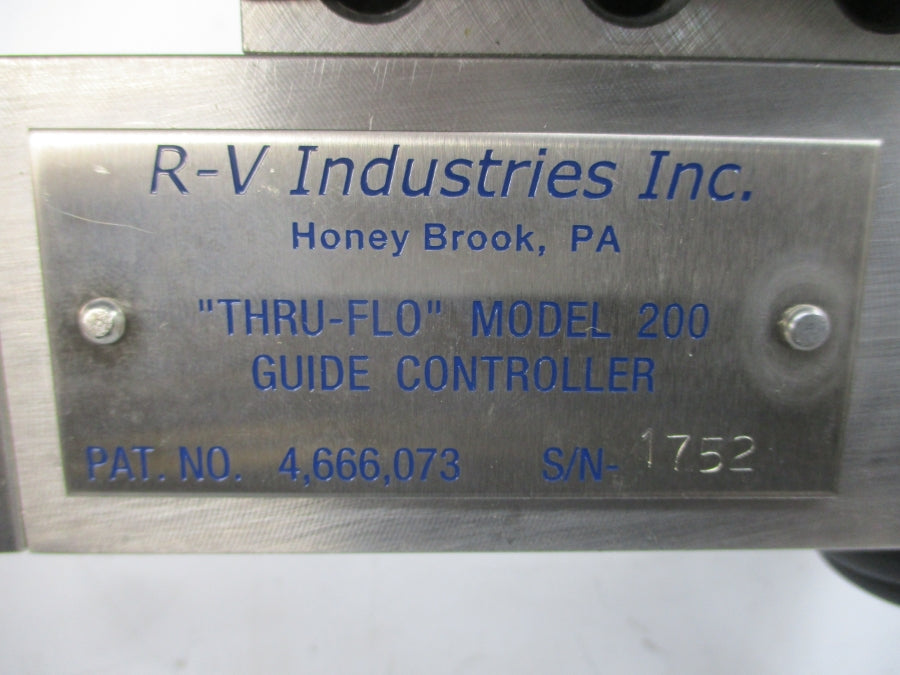 R-V Industries Inc.
Honey Brook, PA
"THRU-FLO" MODEL 200
GUIDE CONTROLLER
PAT. NO. 4,666,073 S/N- 1752